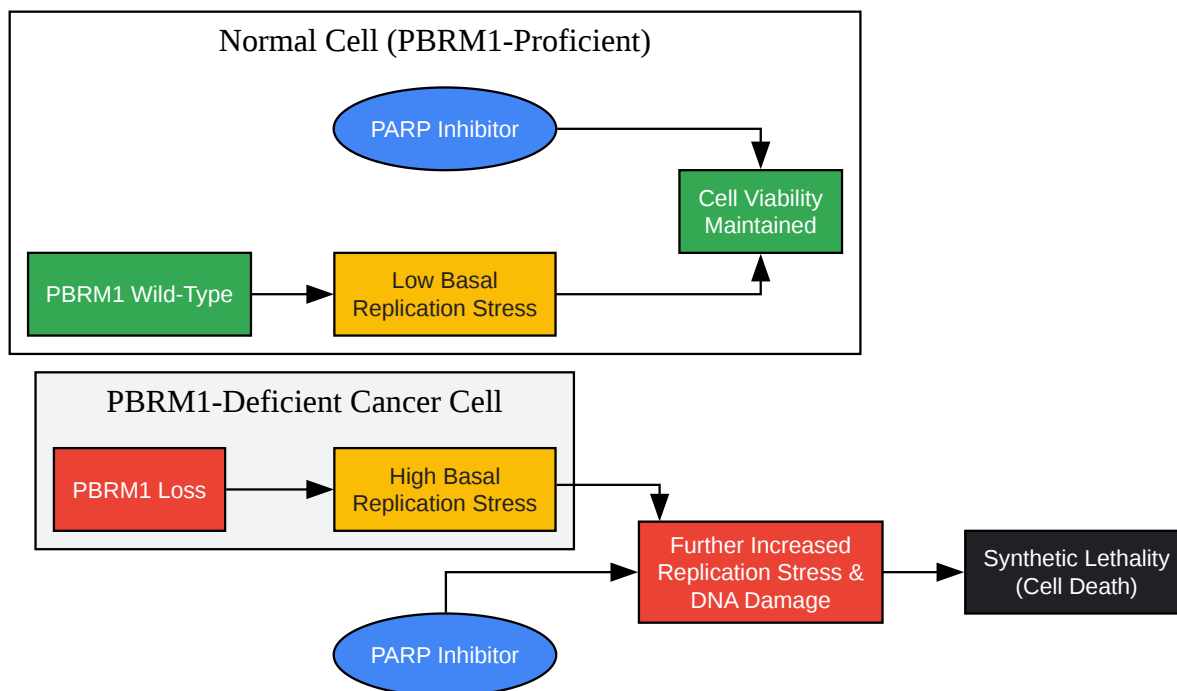 Normal Cell (PBRM1-Proficient)
PARP Inhibitor
Cell Viability
Maintained
PBRM1 Wild-Type
Low Basal
Replication Stress
PBRM1-Deficient Cancer Cell
PBRM1 Loss
High Basal
Replication Stress
Further Increased
Replication Stress &
DNA Damage
Synthetic Lethality
(Cell Death)
PARP Inhibitor